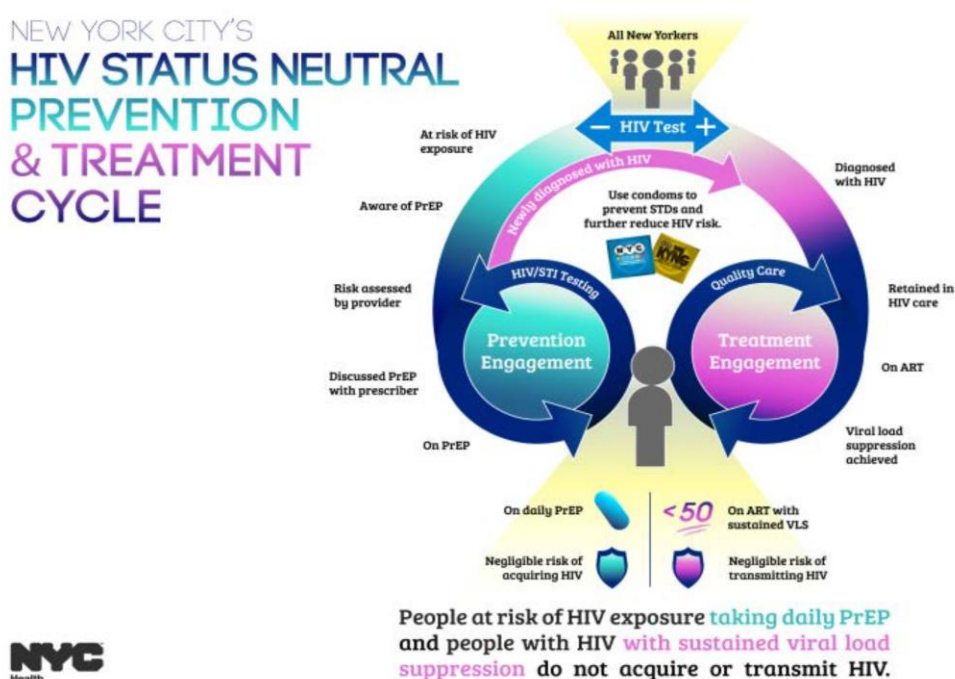 NEW YORK CITY'S
HIV STATUS NEUTRAL
PREVENTION
& TREATMENT
CYCLE
All New Yorkers
− HIV Test +
At risk of HIV
exposure
Aware of PrEP
Risk assessed
by provider
Discussed PrEP
with prescriber
On PrEP
Newly diagnosed with HIV
Use condoms to
prevent STDs and
further reduce HIV risk.
NYC
KYNG
HIV/STI Testing
Prevention
Engagement
Quality Care
Treatment
Engagement
Diagnosed
with HIV
Retained in
HIV care
On ART
Viral load
suppression
achieved
On daily PrEP
Negligible risk of
acquiring HIV
<50
On ART with
sustained VLS
Negligible risk of
transmitting HIV
People at risk of HIV exposure taking daily PrEP
and people with HIV with sustained viral load
suppression do not acquire or transmit HIV.
NYC
Health